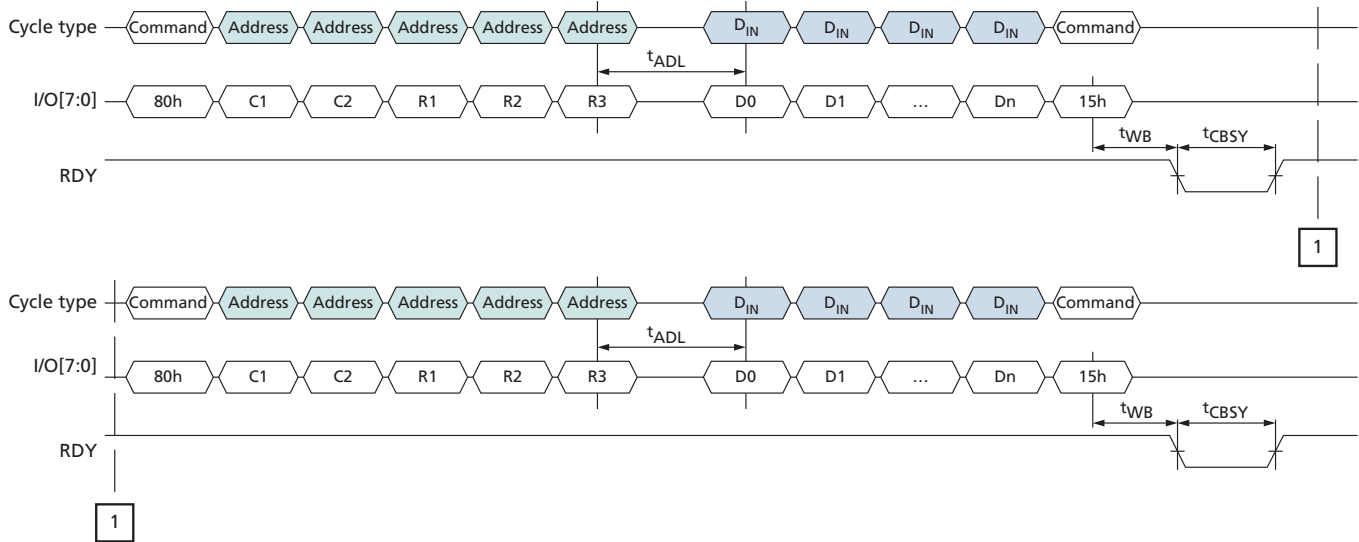 Cycle type Command Address Address Address Address Address DIN DIN DIN DIN Command
tADL
I/O[7:0] 80h C1 C2 R1 R2 R3 D0 D1 … Dn 15h
tWB tCBSY
RDY
1
Cycle type Command Address Address Address Address Address DIN DIN DIN DIN Command
tADL
I/O[7:0] 80h C1 C2 R1 R2 R3 D0 D1 … Dn 15h
tWB tCBSY
RDY
1